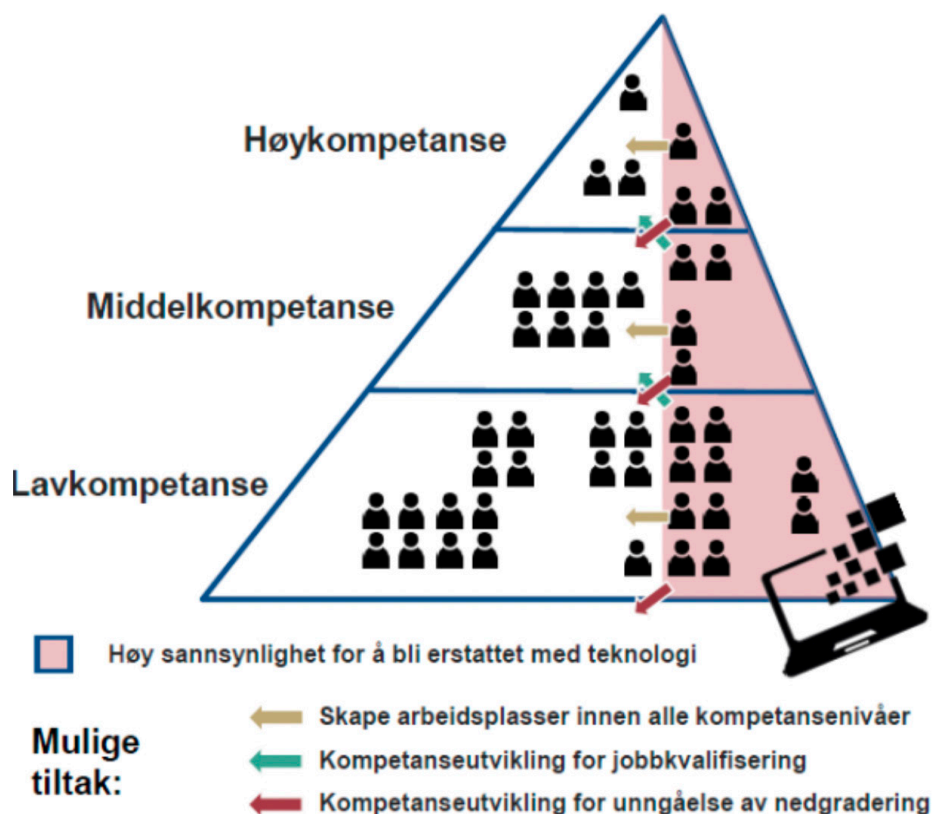 Høykompetanse
Middelkompetanse
Lavkompetanse
Høy sannsynlighet for å bli erstattet med teknologi
Mulige
tiltak:
Skape arbeidsplasser innen alle kompetansenivåer
Kompetanseutvikling for jobbkvalifisering
Kompetanseutvikling for unngåelse av nedgradering